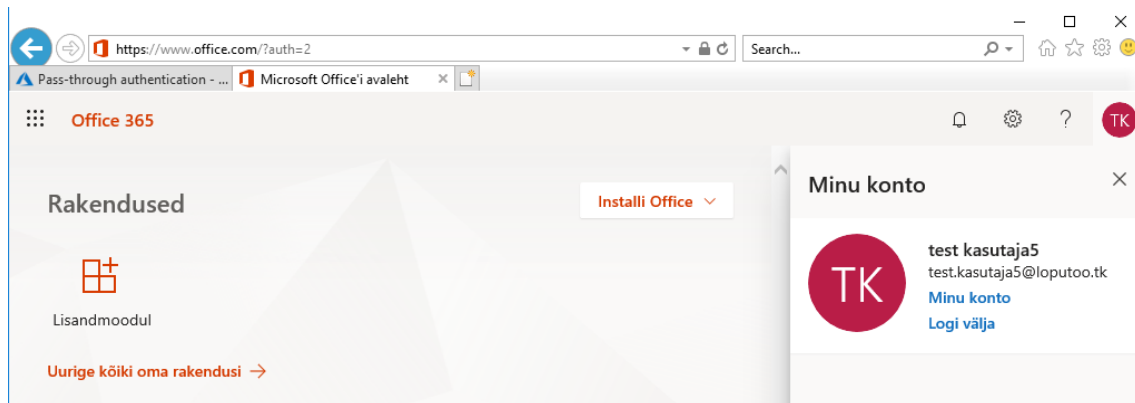 https://www.office.com/?auth=2
Search...
Pass-through authentication - ...
Microsoft Office'i avaleht
Office 365
?
TK
Rakendused
Installi Office
Minu konto
Lisandmoodul
TK
test kasutaja5
test.kasutaja5@loputoo.tk
Minu konto
Logi välja
Uurige kõiki oma rakendusi →